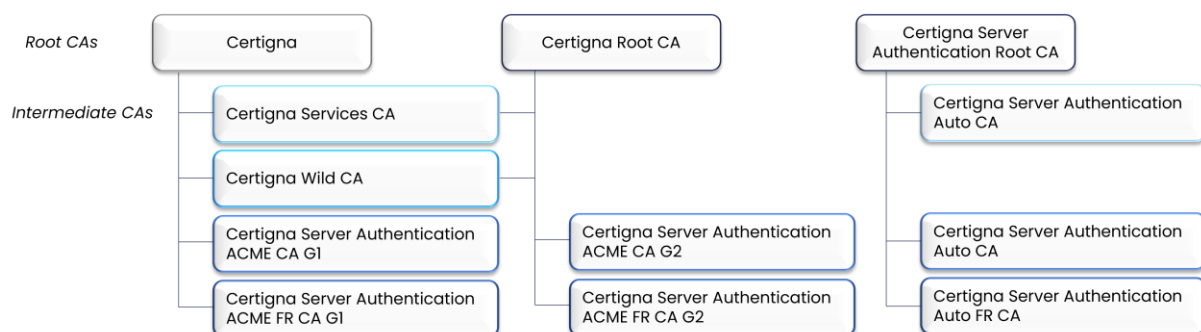 Root CAs
Certigna
Certigna Root CA
Certigna Server
Authentication Root CA
Intermediate CAs
Certigna Services CA
Certigna Server Authentication
Auto CA
Certigna Wild CA
Certigna Server Authentication
ACME CA G1
Certigna Server Authentication
ACME CA G2
Certigna Server Authentication
Auto CA
Certigna Server Authentication
ACME FR CA G1
Certigna Server Authentication
ACME FR CA G2
Certigna Server Authentication
Auto FR CA